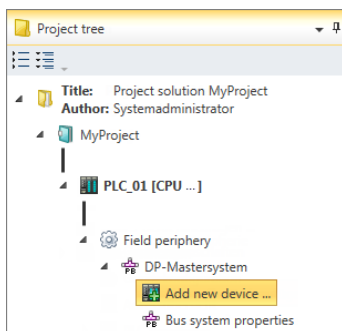 Project tree
Title: Project solution MyProject
Author: Systemadministrator
MyProject
PLC_01 [CPU ...]
Field periphery
PB DP-Mastersystem
Add new device ...
PB Bus system properties